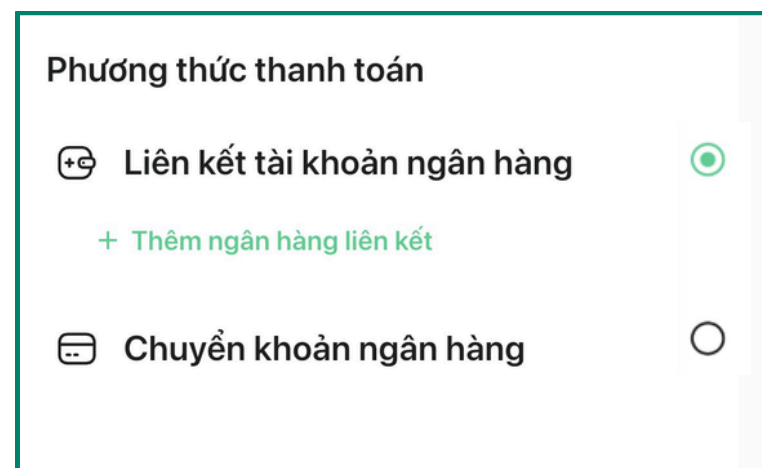 Phương thức thanh toán
Liên kết tài khoản ngân hàng
+ Thêm ngân hàng liên kết
Chuyển khoản ngân hàng